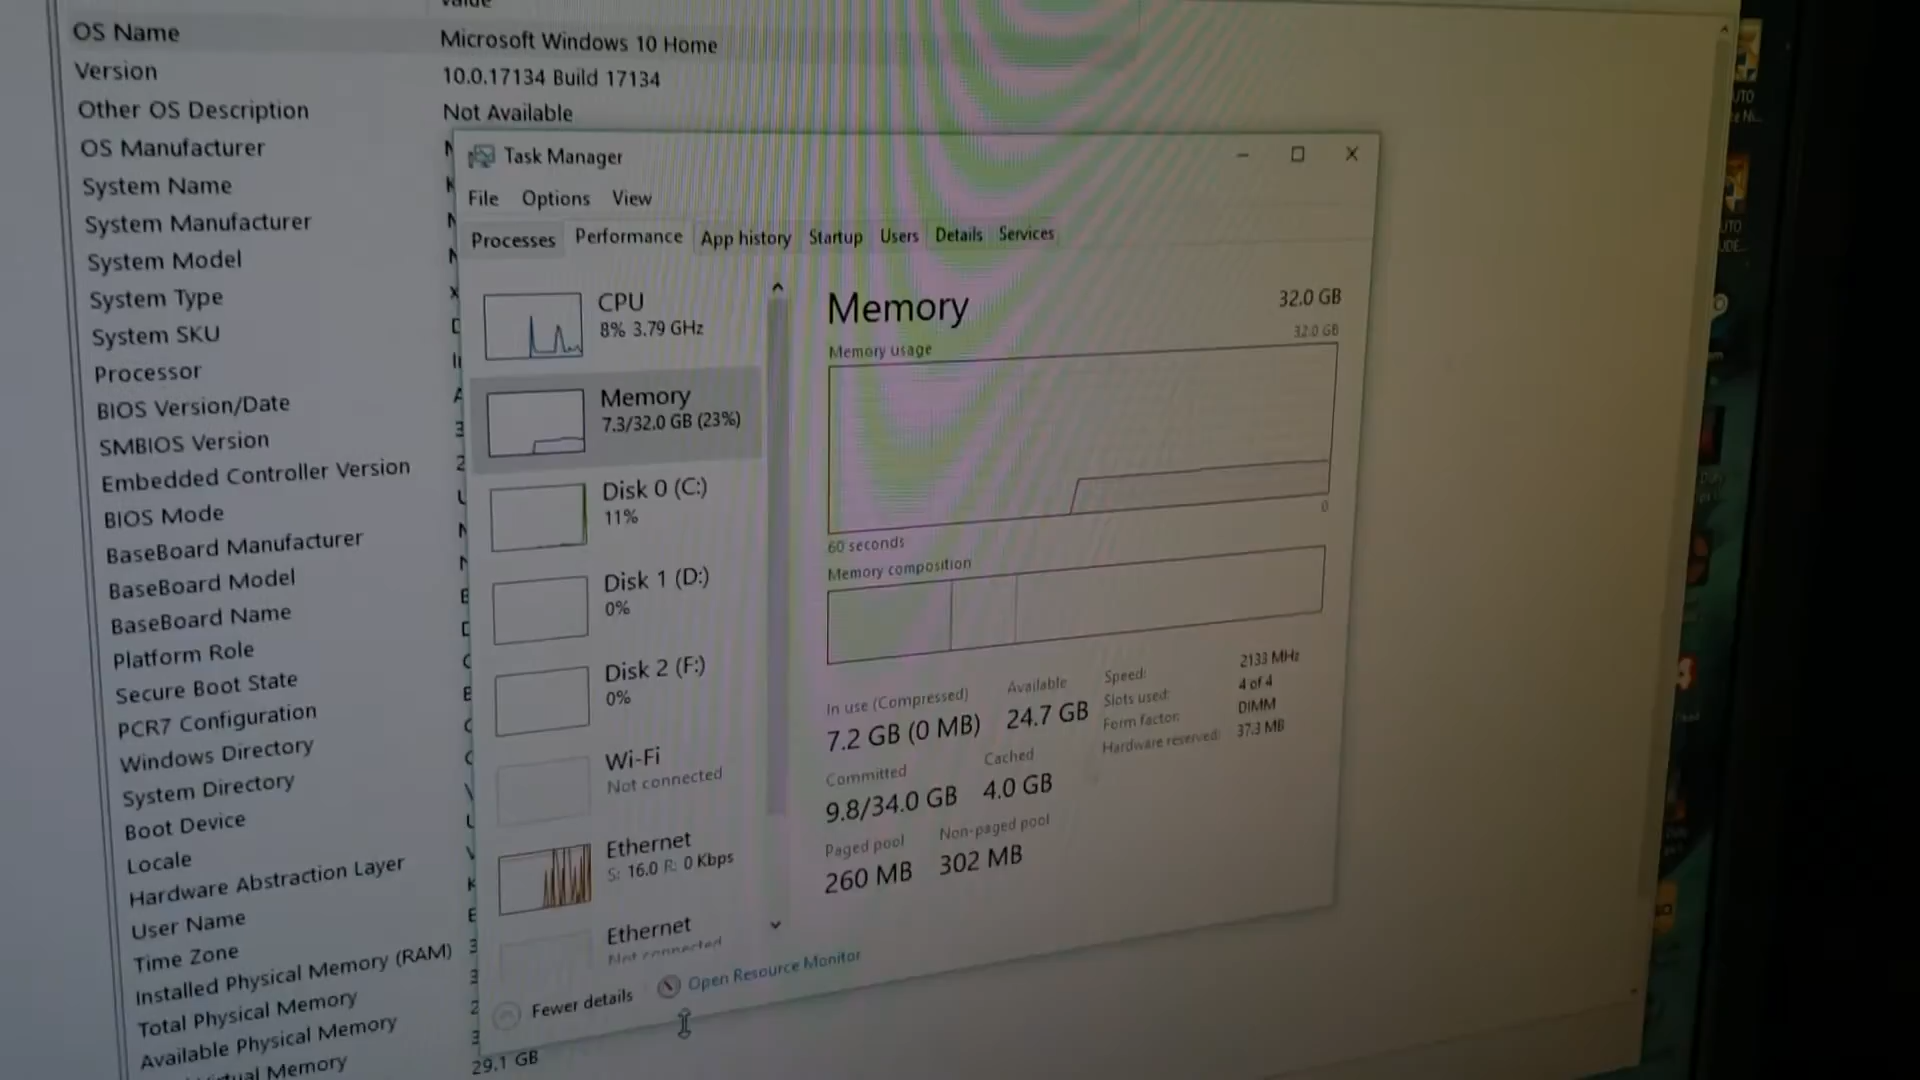 OS Name
Microsoft Windows 10 Home
Version
10.0.17134 Build 17134
Other OS Description
Not Available
OS Manufacturer
System Name
System Manufacturer
System Model
System Type
System SKU
Processor
BIOS Version/Date
SMBIOS Version
Embedded Controller Version
BIOS Mode
BaseBoard Manufacturer
BaseBoard Model
BaseBoard Name
Platform Role
Secure Boot State
PCR7 Configuration
Windows Directory
System Directory
Boot Device
Locale
Hardware Abstraction Layer
User Name
Time Zone
Installed Physical Memory (RAM)
Total Physical Memory
Available Physical Memory
Memory
29.1 GB
Task Manager
File Options View
Processes Performance App history Startup Users Details Services
CPU
8% 3.79 GHz
Memory
7.3/32.0 GB (23%)
Disk 0 (C:)
11%
Disk 1 (D:)
0%
Disk 2 (F:)
0%
Wi-Fi
Not connected
Ethernet
S: 16.0 R: 0 Kbps
Ethernet
Not connected
Memory
32.0 GB
Memory usage
32.0 GB
60 seconds
0
Memory composition
In use (Compressed)
7.2 GB (0 MB)
Available
24.7 GB
Committed
9.8/34.0 GB
Cached
4.0 GB
Paged pool
260 MB
Non-paged pool
302 MB
Speed: 2133 MHz
Slots used: 4 of 4
Form factor: DIMM
Hardware reserved: 37.3 MB
Fewer details
Open Resource Monitor